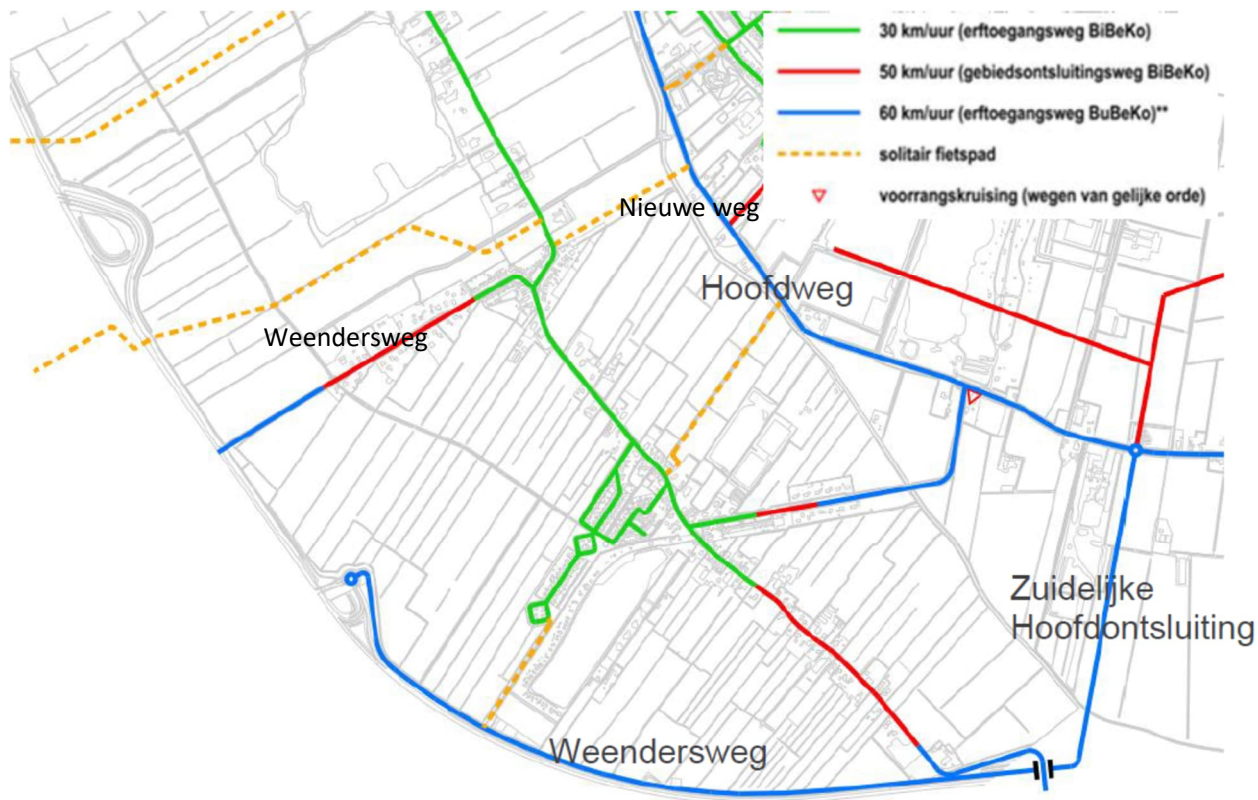 30 km/uur (erftoegangsweg BiBeKo)
50 km/uur (gebiedsontsluitingsweg BiBeKo)
60 km/uur (erftoegangsweg BuBeKo)**
solitair fietspad
voorrangskruising (wegen van gelijke orde)
Nieuwe weg
Hoofdweg
Weendersweg
Zuidelijke
Hoofdontsluiting
Weendersweg